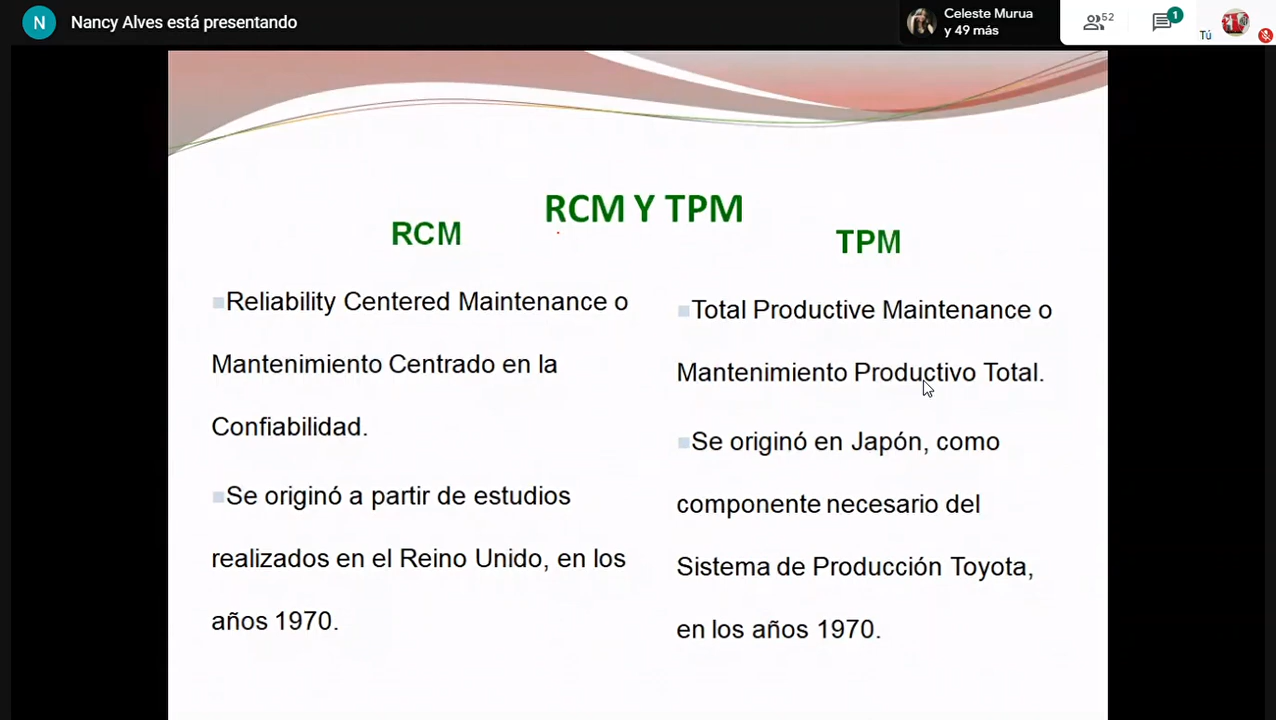 N
Nancy Alves está presentando
Celeste Murua
y 49 más
52
1
Tú
RCM Y TPM
RCM
Reliability Centered Maintenance o
Mantenimiento Centrado en la
Confiabilidad.
Se originó a partir de estudios
realizados en el Reino Unido, en los
años 1970.
TPM
Total Productive Maintenance o
Mantenimiento Productivo Total.
Se originó en Japón, como
componente necesario del
Sistema de Producción Toyota,
en los años 1970.